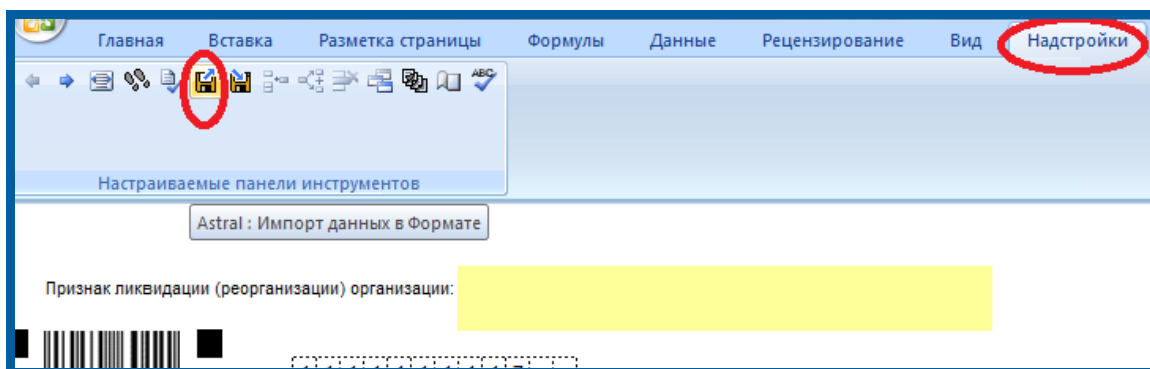 Главная Вставка Разметка страницы Формулы Данные Рецензирование Вид Надстройки
ABC
Настраиваемые панели инструментов
Astral : Импорт данных в Формате
Признак ликвидации (реорганизации) организации: